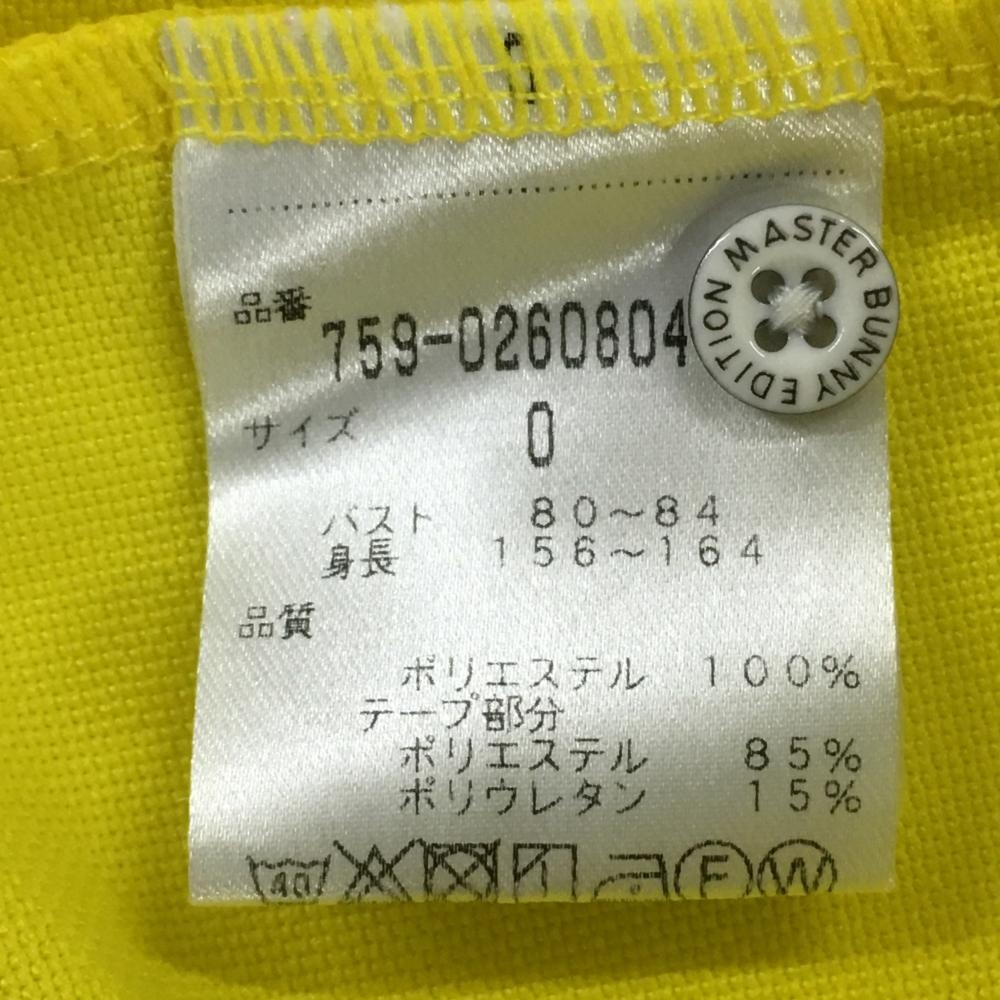 MASTER BUNNY EDITION
品番 759-0260804
サイズ 0
バスト 80～84
身長 156～164
品質
ポリエステル 100%
テープ部分
ポリエステル 85%
ポリウレタン 15%
40 F W